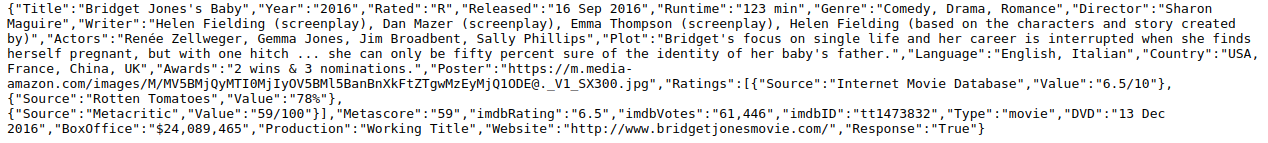 {"Title":"Bridget Jones's Baby","Year":"2016","Rated":"R","Released":"16 Sep 2016","Runtime":"123 min","Genre":"Comedy, Drama, Romance","Director":"Sharon
Maguire","Writer":"Helen Fielding (screenplay), Dan Mazer (screenplay), Emma Thompson (screenplay), Helen Fielding (based on the characters and story created
by)","Actors":"Renée Zellweger, Gemma Jones, Jim Broadbent, Sally Phillips","Plot":"Bridget's focus on single life and her career is interrupted when she finds
herself pregnant, but with one hitch ... she can only be fifty percent sure of the identity of her baby's father.","Language":"English, Italian","Country":"USA,
France, China, UK","Awards":"2 wins & 3 nominations.","Poster":"https://m.media-
amazon.com/images/M/MV5BMjQyMTI0MjIyOV5BMl5BanBnXkFtZTgwMzEyMjQ1ODE@._V1_SX300.jpg","Ratings":[{"Source":"Internet Movie Database","Value":"6.5/10"},
{"Source":"Rotten Tomatoes","Value":"78%"},
{"Source":"Metacritic","Value":"59/100"}],"Metascore":"59","imdbRating":"6.5","imdbVotes":"61,446","imdbID":"tt1473832","Type":"movie","DVD":"13 Dec
2016","BoxOffice":"$24,089,465","Production":"Working Title","Website":"http://www.bridgetjonesmovie.com/","Response":"True"}